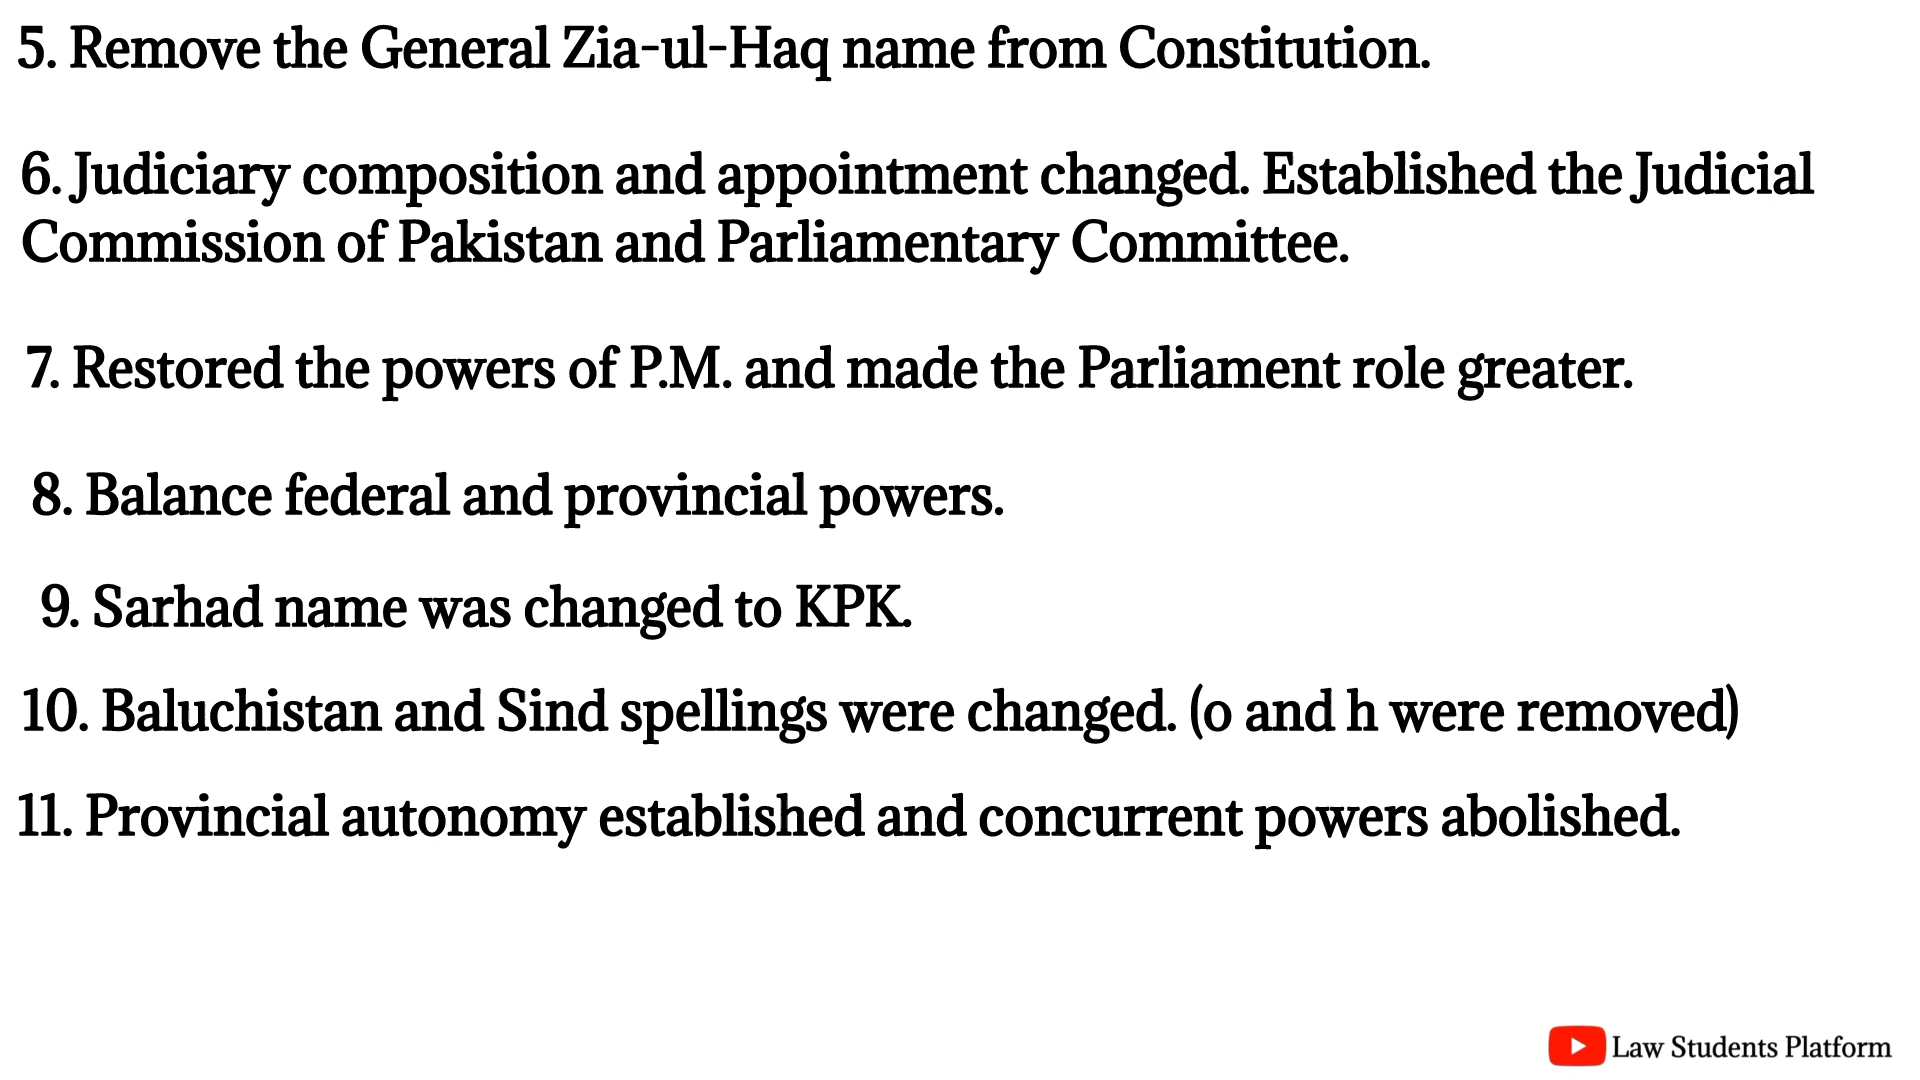 5. Remove the General Zia-ul-Haq name from Constitution.
6. Judiciary composition and appointment changed. Established the Judicial
Commission of Pakistan and Parliamentary Committee.
7. Restored the powers of P.M. and made the Parliament role greater.
8. Balance federal and provincial powers.
9. Sarhad name was changed to KPK.
10. Baluchistan and Sind spellings were changed. (o and h were removed)
11. Provincial autonomy established and concurrent powers abolished.
Law Students Platform